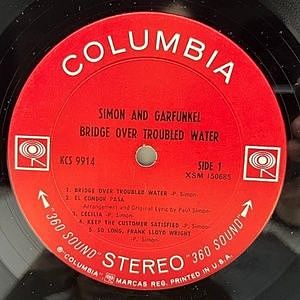 COLUMBIA
SIMON AND GARFUNKEL
BRIDGE OVER TROUBLED WATER
KCS 9914
SIDE 1
XSM 150685
1. BRIDGE OVER TROUBLED WATER -P. Simon-
2. EL CONDOR PASA
Arrangement and Original Lyric by Paul Simon
3. CECILIA -P. Simon-
4. KEEP THE CUSTOMER SATISFIED -P. Simon-
5. SO LONG, FRANK LLOYD WRIGHT
-P. Simon-
"360 SOUND" STEREO "360 SOUND"
® "COLUMBIA" MARCAS REG. PRINTED IN U.S.A.